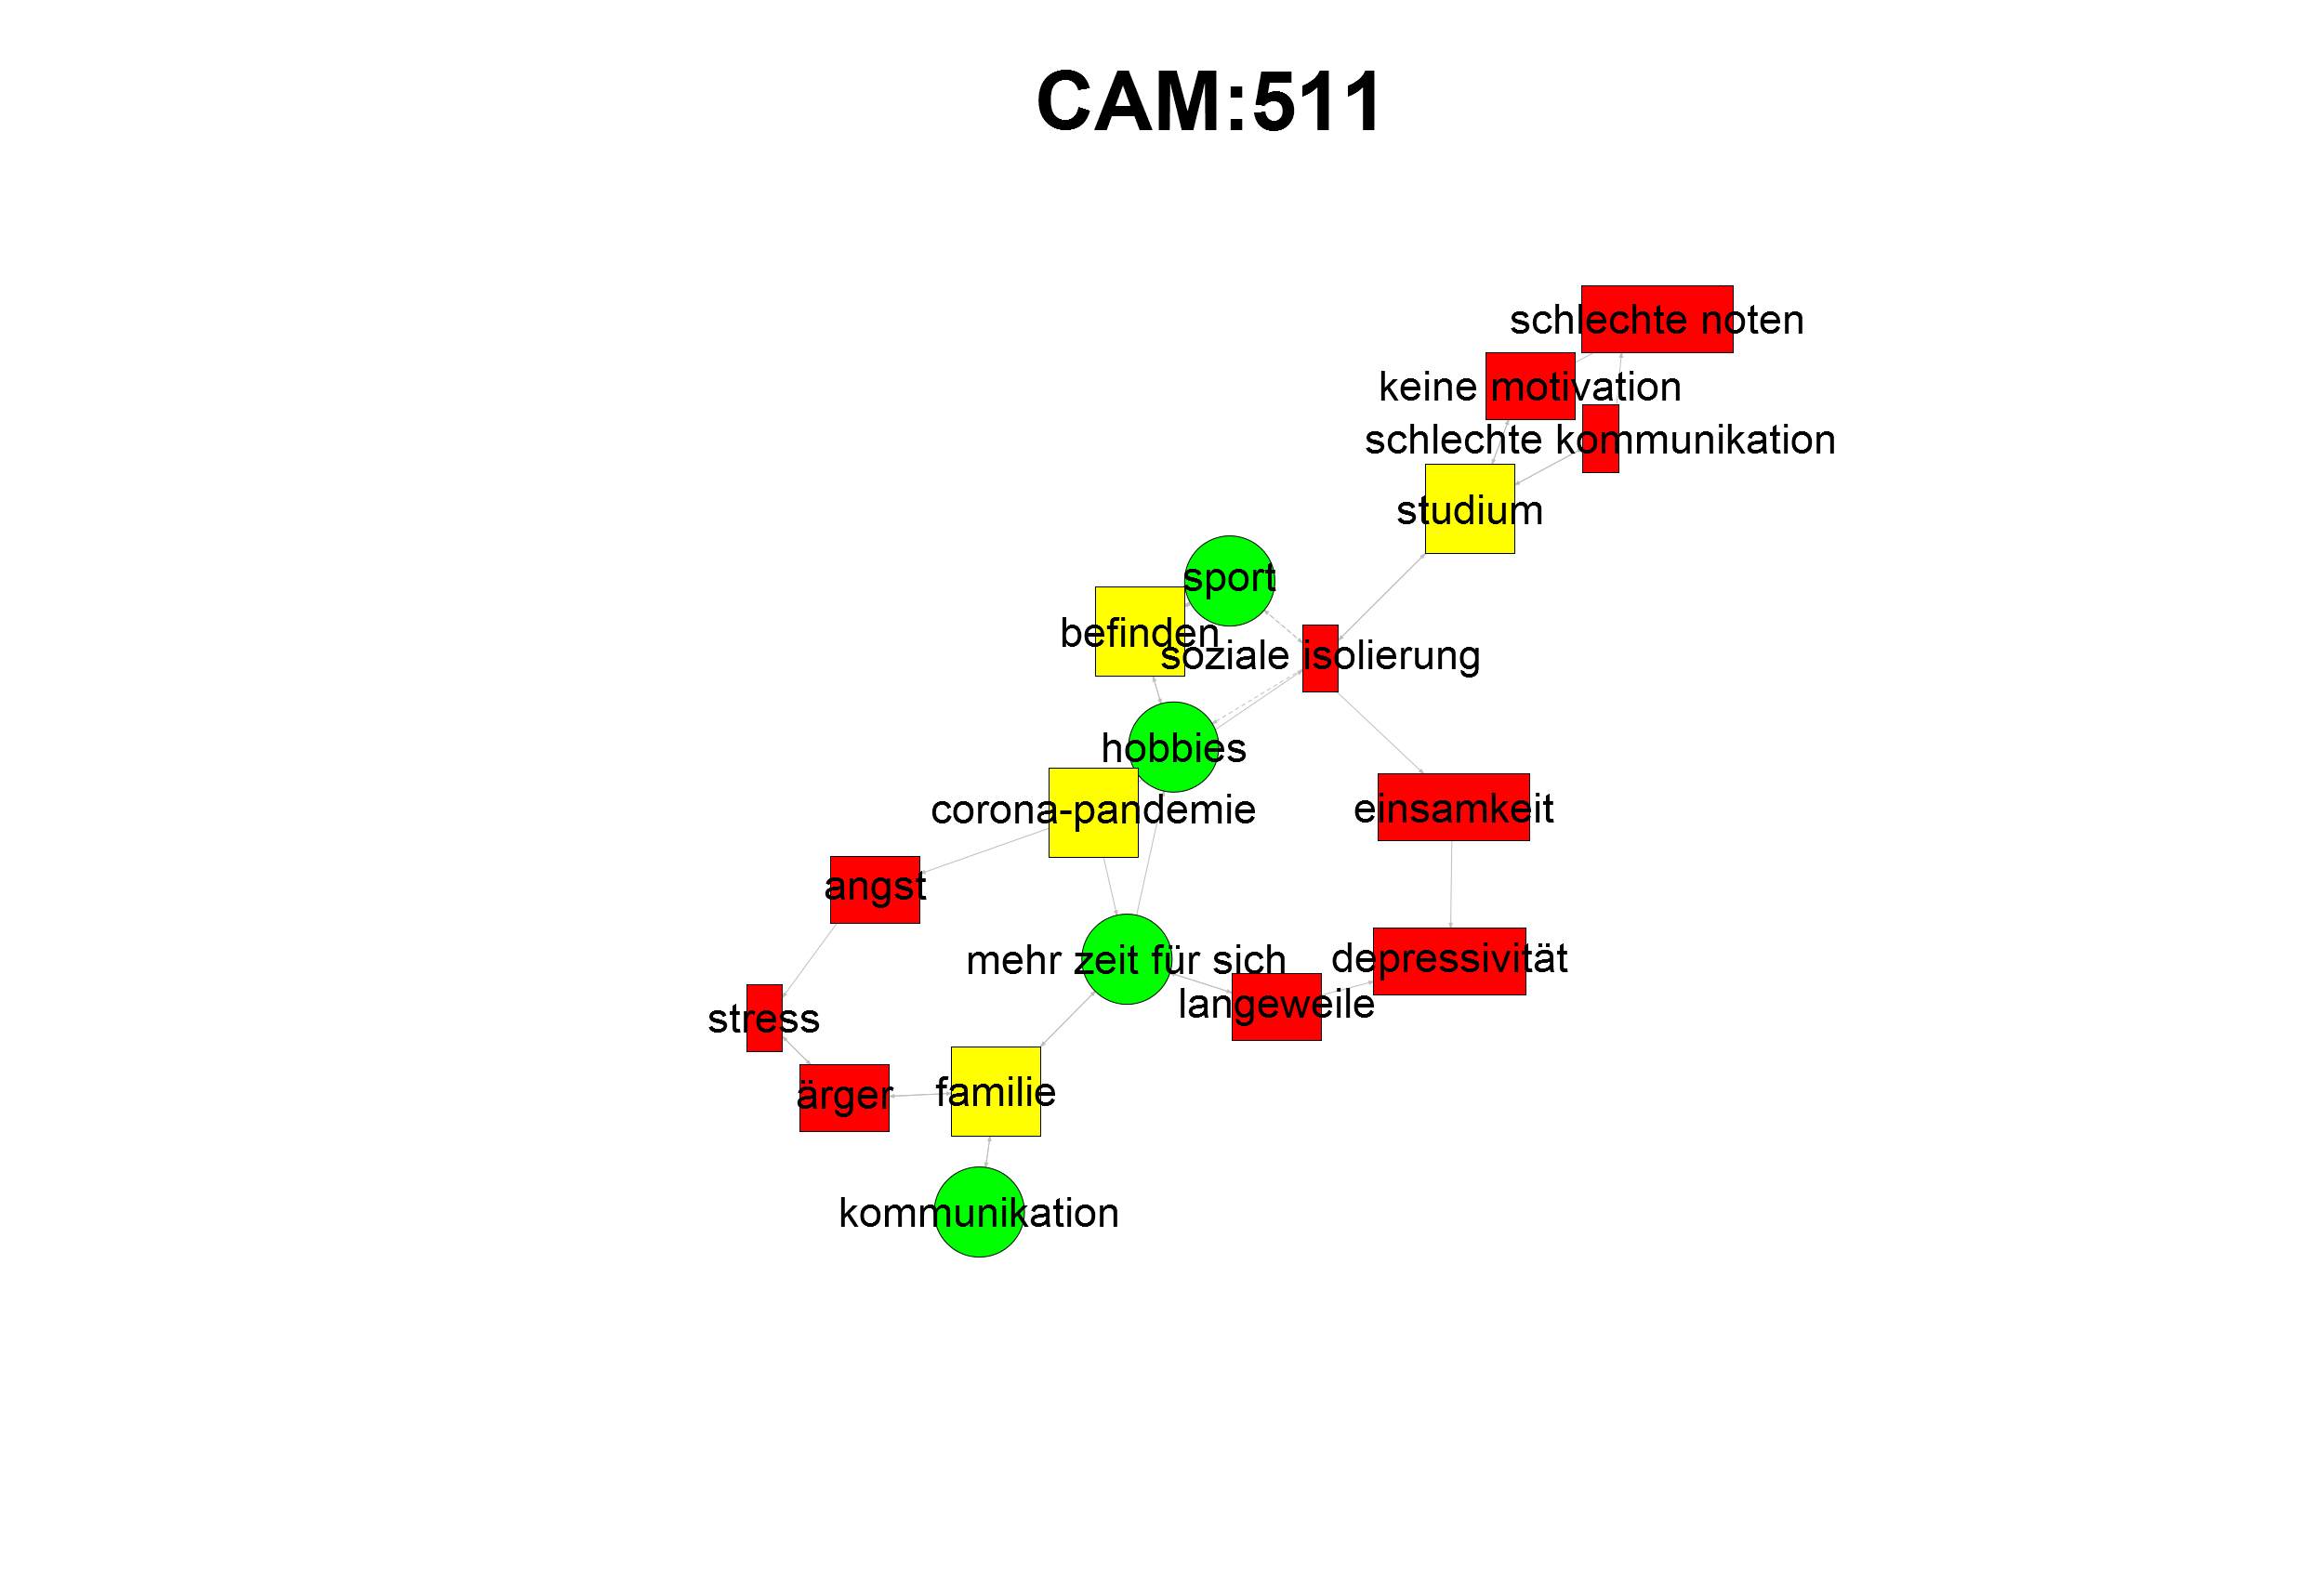 CAM:511
schlechte noten
keine motivation
schlechte kommunikation
studium
sport
befinden
soziale isolierung
hobbies
corona-pandemie
einsamkeit
angst
mehr zeit für sich
depressivität
langeweile
stress
ärger
familie
kommunikation